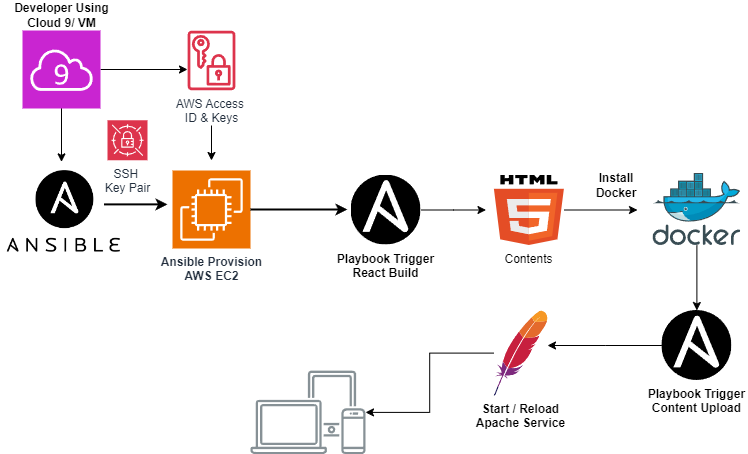 Developer Using
Cloud 9/ VM
9
AWS Access
ID & Keys
SSH
Key Pair
ANSIBLE
Ansible Provision
AWS EC2
Playbook Trigger
React Build
HTML
5
Contents
Install
Docker
docker
Playbook Trigger
Content Upload
Start / Reload
Apache Service